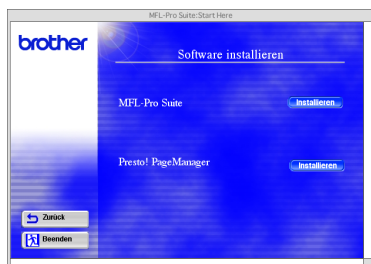 MFL-Pro Suite:Start Here
brother
Software installieren
MFL-Pro Suite
Installieren
Presto! PageManager
Installieren
Zurück
Beenden